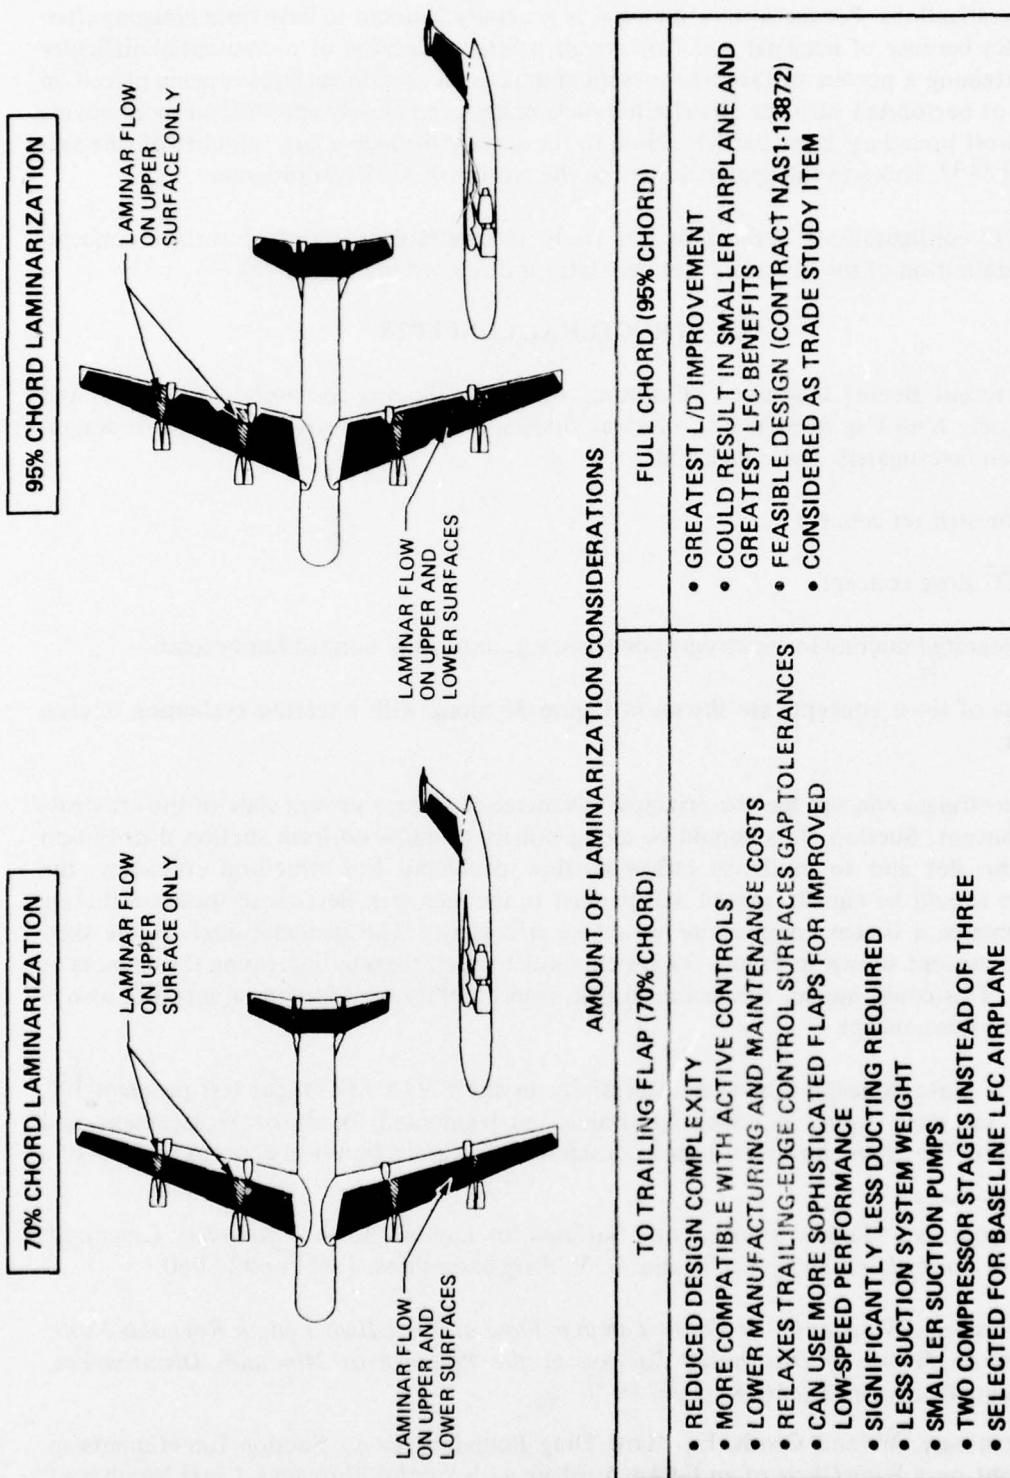 70% CHORD LAMINARIZATION
LAMINAR FLOW
ON UPPER
SURFACE ONLY
LAMINAR FLOW
ON UPPER AND
LOWER SURFACES
95% CHORD LAMINARIZATION
LAMINAR FLOW
ON UPPER
SURFACE ONLY
LAMINAR FLOW
ON UPPER AND
LOWER SURFACES
AMOUNT OF LAMINARIZATION CONSIDERATIONS
TO TRAILING FLAP (70% CHORD)
• REDUCED DESIGN COMPLEXITY
• MORE COMPATIBLE WITH ACTIVE CONTROLS
LOWER MANUFACTURING AND MAINTENANCE COSTS
• RELAXES TRAILING-EDGE CONTROL SURFACES GAP TOLERANCES
• CAN USE MORE SOPHISTICATED FLAPS FOR IMPROVED
LOW-SPEED PERFORMANCE
• SIGNIFICANTLY LESS DUCTING REQUIRED
• LESS SUCTION SYSTEM WEIGHT
SMALLER SUCTION PUMPS
• TWO COMPRESSOR STAGES INSTEAD OF THREE
• SELECTED FOR BASELINE LFC AIRPLANE
FULL CHORD (95% CHORD)
• GREATEST /D IMPROVEMENT
• COULD RESULT IN SMALLER AIRPLANE AND
GREATEST LFC BENEFITS
• FEASIBLE DESIGN (CONTRACT NAS1-13872)
• CONSIDERED AS TRADE STUDY ITEM